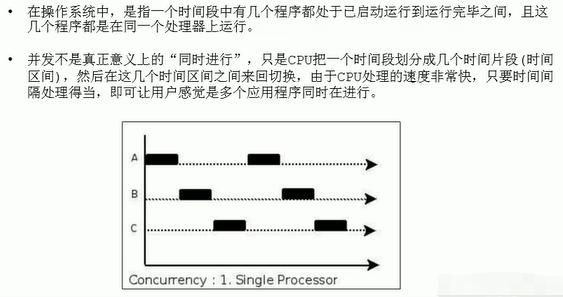 • 在操作系统中，是指一个时间段中有几个程序都处于已启动运行到运行完毕之间，且这
几个程序都是在同一个处理器上运行。
• 并发不是真正意义上的“同时进行”，只是CPU把一个时间段划分成几个时间片段(时间
区间)，然后在这几个时间区间之间来回切换，由于CPU处理的速度非常快，只要时间间
隔处理得当，即可让用户感觉是多个应用程序同时在进行。
A
B
C
Concurrency : 1. Single Processor